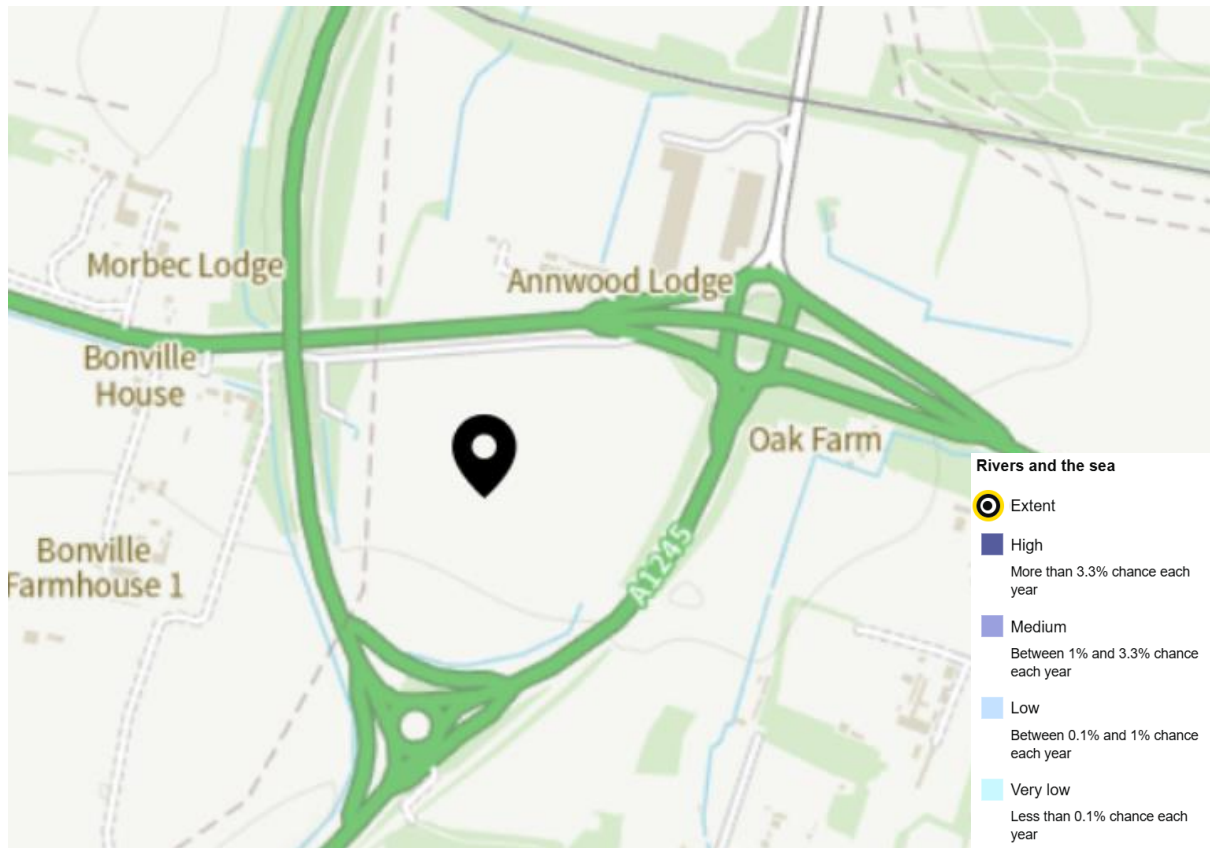 Morbec Lodge
Annwood Lodge
Bonville
House
Oak Farm
Bonville
Farmhouse 1
A1245
Rivers and the sea
Extent
High
More than 3.3% chance each
year
Medium
Between 1% and 3.3% chance
each year
Low
Between 0.1% and 1% chance
each year
Very low
Less than 0.1% chance each
year